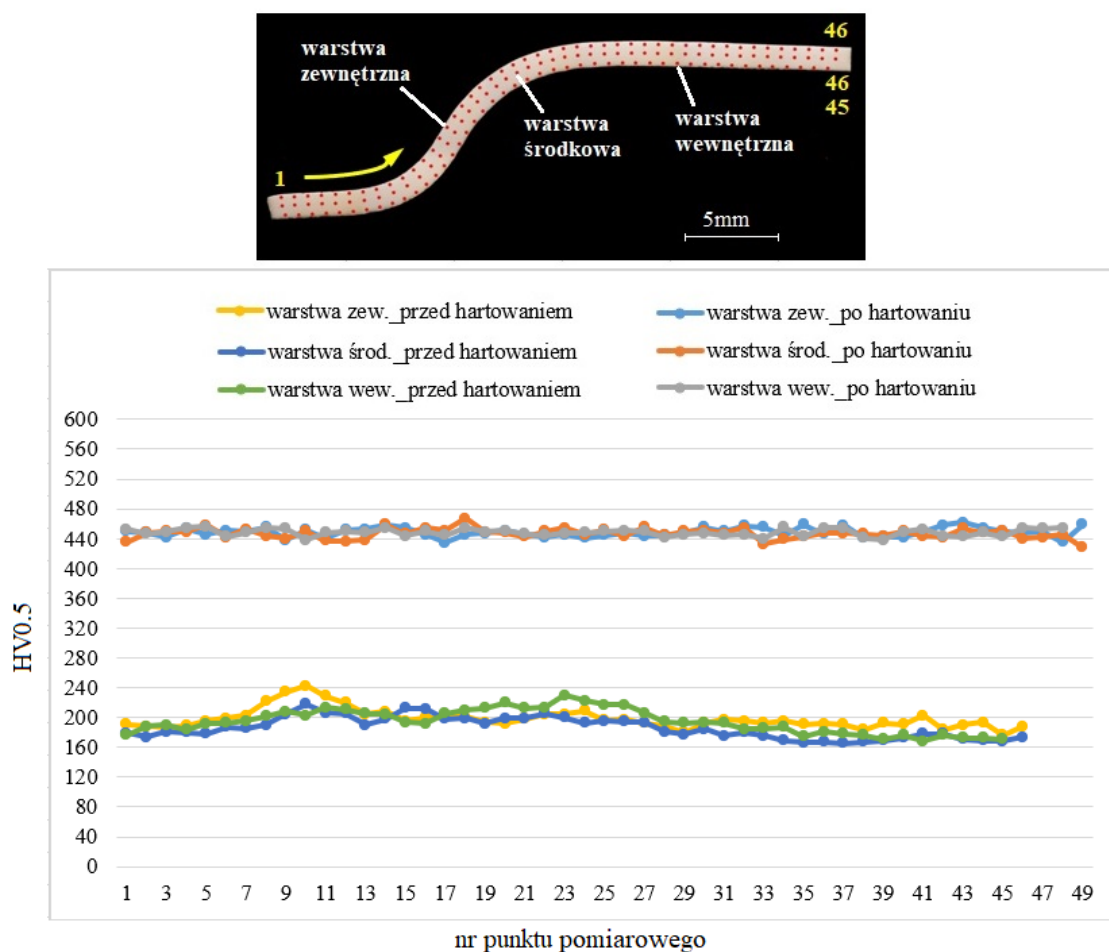 46
warstwa
zewnętrzna
46
45
warstwa
środkowa
warstwa
wewnętrzna
1
5mm
warstwa zew._przed hartowaniem
warstwa zew._po hartowaniu
warstwa środ._przed hartowaniem
warstwa środ._po hartowaniu
warstwa wew._przed hartowaniem
warstwa wew._po hartowaniu
600
560
520
480
440
400
360
320
280
240
200
160
120
80
40
0
HV0.5
1 3 5 7 9 11 13 15 17 19 21 23 25 27 29 31 33 35 37 39 41 43 45 47 49
nr punktu pomiarowego